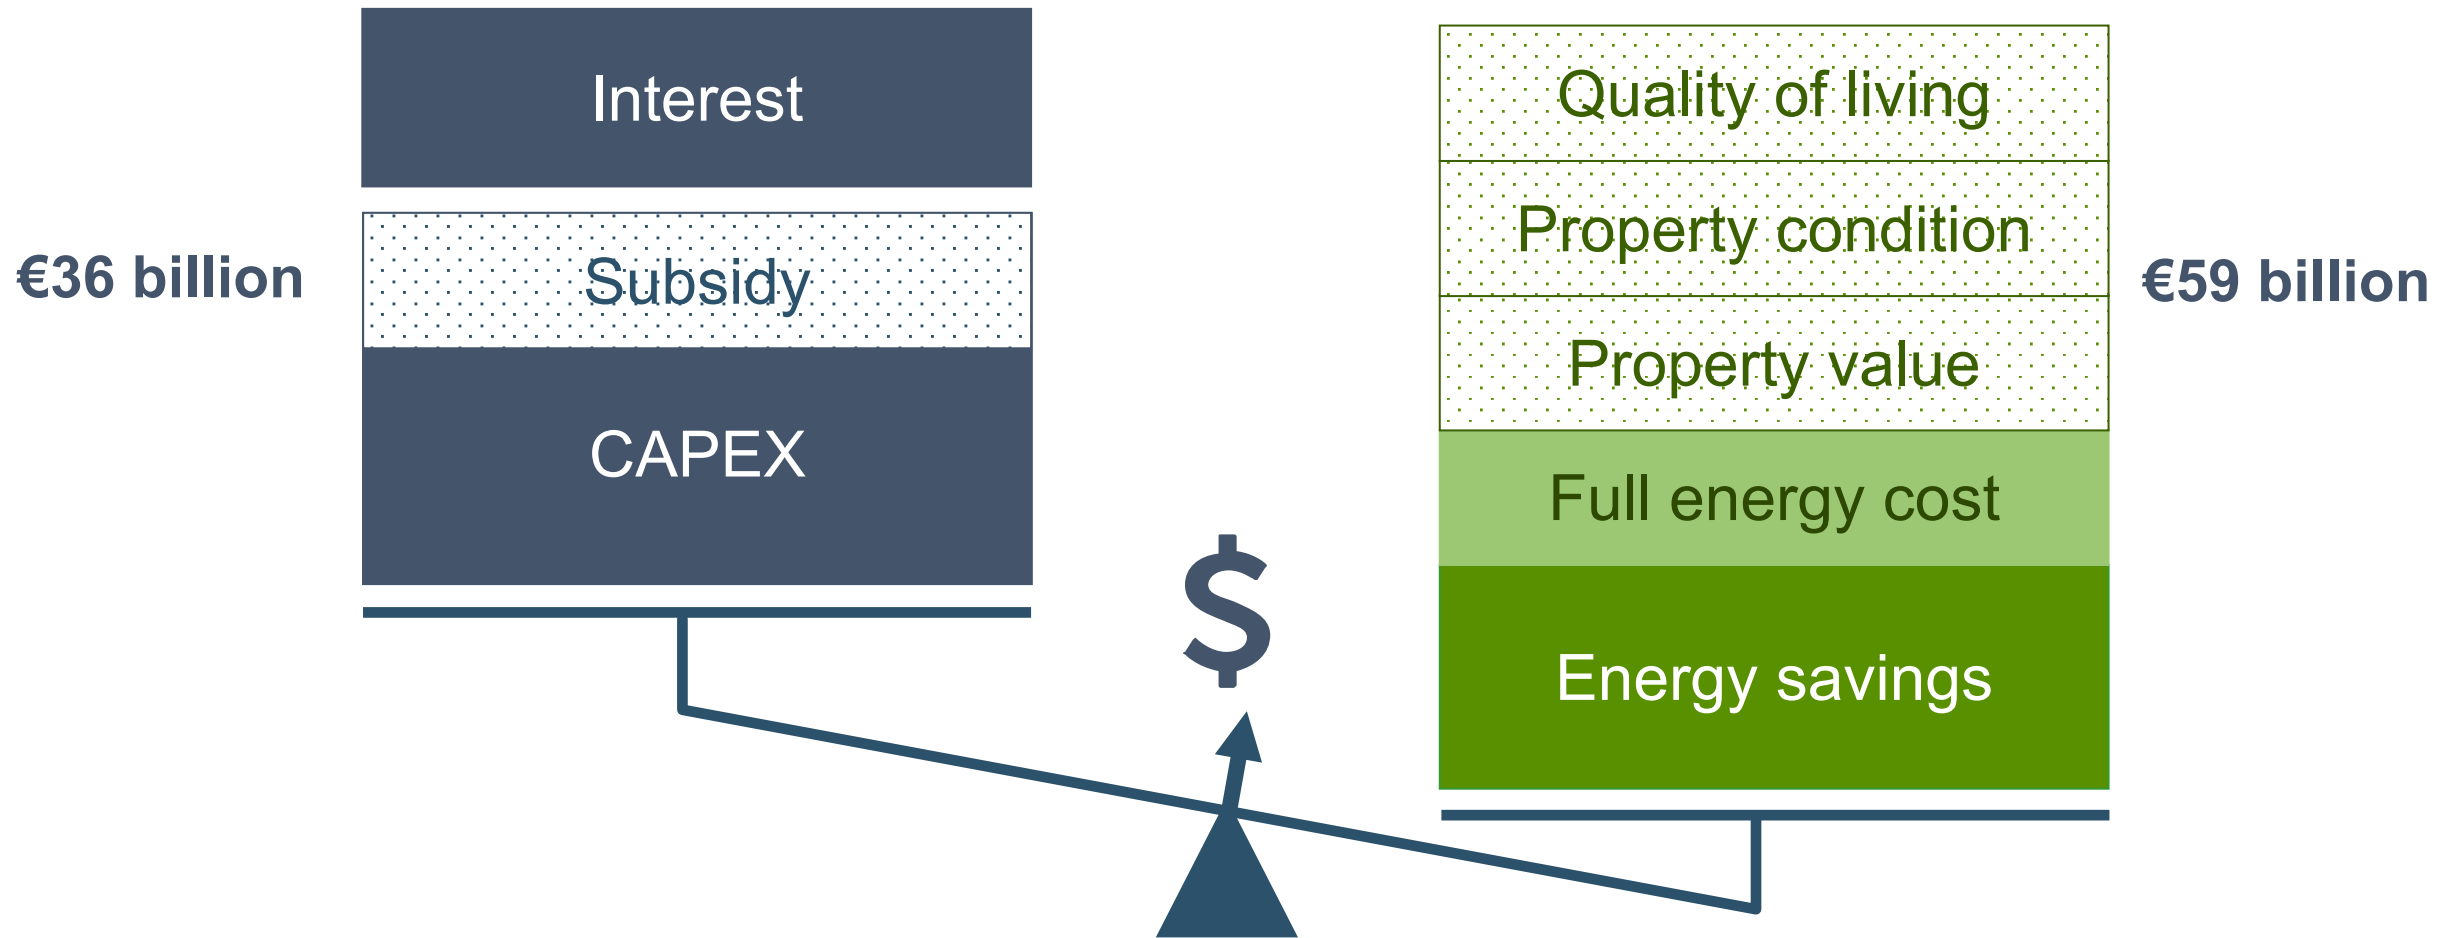 Interest
€36 billion
Subsidy
CAPEX
$
Quality of living
Property condition
€59 billion
Property value
Full energy cost
Energy savings